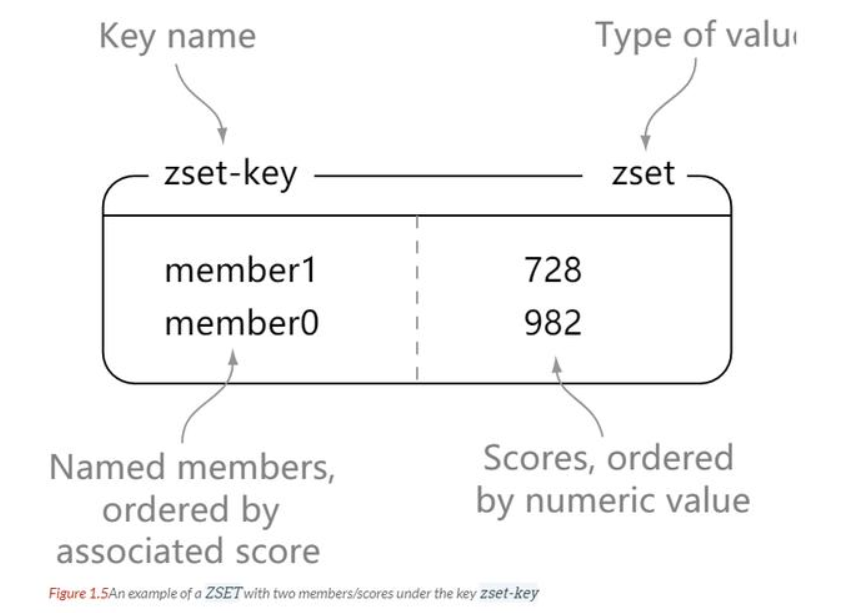 Key name
Type of valu
zset-key
zset
member1
728
member0
982
Named members,
ordered by
associated score
Scores, ordered
by numeric value
Figure 1.5An example of a ZSET with two members/scores under the key zset-key